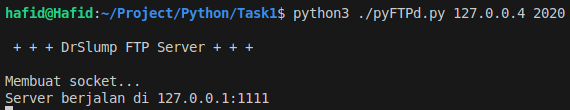 hafid@Hafid:~/Project/Python/Task1$ python3 ./pyFTPd.py 127.0.0.4 2020
+ + + DrSlump FTP Server + + +
Membuat socket...
Server berjalan di 127.0.0.1:1111